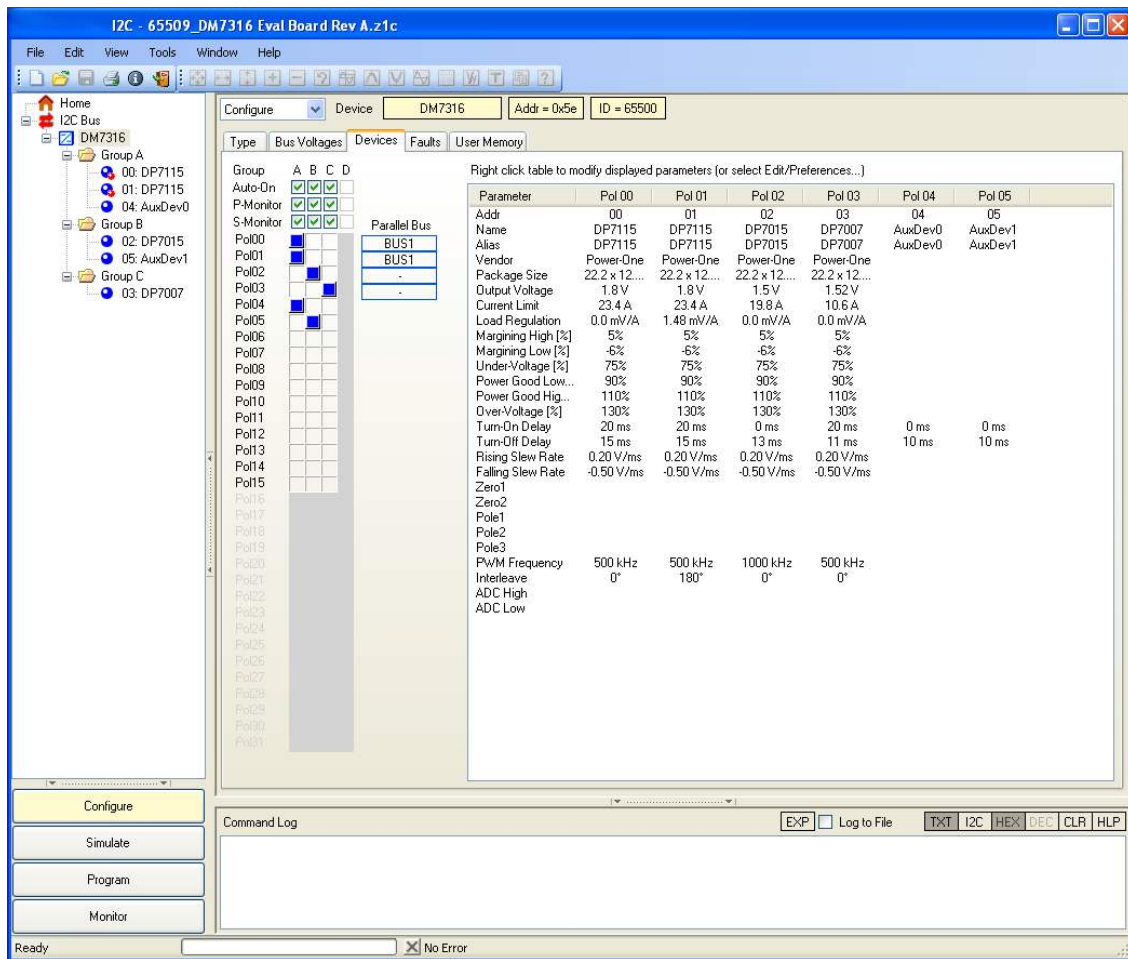 I2C - 65509_DM7316 Eval Board Rev A.z1c
File Edit View Tools Window Help
Home
I2C Bus
DM7316
Group A
00: DP7115
01: DP7115
04: AuxDev0
Group B
02: DP7015
05: AuxDev1
Group C
03: DP7007
Configure
Simulate
Program
Monitor
Configure Device DM7316 Addr = 0x5e ID = 65500
Type Bus Voltages Devices Faults User Memory
Group A B C D
Auto-On
P-Monitor
S-Monitor
Parallel Bus
Pol00 BUS1
Pol01 BUS1
Pol02 -
Pol03 -
Pol04
Pol05
Pol06
Pol07
Pol08
Pol09
Pol10
Pol11
Pol12
Pol13
Pol14
Pol15
Pol16
Pol17
Pol18
Pol19
Pol20
Pol21
Pol22
Pol23
Pol24
Pol25
Pol26
Pol27
Pol28
Pol29
Pol30
Pol31
Right click table to modify displayed parameters (or select Edit/Preferences...)
Parameter Pol 00 Pol 01 Pol 02 Pol 03 Pol 04 Pol 05
Addr 00 01 02 03 04 05
Name DP7115 DP7115 DP7015 DP7007 AuxDev0 AuxDev1
Alias DP7115 DP7115 DP7015 DP7007 AuxDev0 AuxDev1
Vendor Power-One Power-One Power-One Power-One
Package Size 22.2 x 12.... 22.2 x 12.... 22.2 x 12.... 22.2 x 12....
Output Voltage 1.8 V 1.8 V 1.5 V 1.52 V
Current Limit 23.4 A 23.4 A 19.8 A 10.6 A
Load Regulation 0.0 mV/A 1.48 mV/A 0.0 mV/A 0.0 mV/A
Margining High [%] 5% 5% 5% 5%
Margining Low [%] -6% -6% -6% -6%
Under-Voltage [%] 75% 75% 75% 75%
Power Good Low... 90% 90% 90% 90%
Power Good Hig... 110% 110% 110% 110%
Over-Voltage [%] 130% 130% 130% 130%
Turn-On Delay 20 ms 20 ms 0 ms 20 ms 0 ms 0 ms
Turn-Off Delay 15 ms 15 ms 13 ms 11 ms 10 ms 10 ms
Rising Slew Rate 0.20 V/ms 0.20 V/ms 0.20 V/ms 0.20 V/ms
Falling Slew Rate -0.50 V/ms -0.50 V/ms -0.50 V/ms -0.50 V/ms
Zero1
Zero2
Pole1
Pole2
Pole3
PWM Frequency 500 kHz 500 kHz 1000 kHz 500 kHz
Interleave 0° 180° 0° 0°
ADC High
ADC Low
Command Log EXP Log to File TXT I2C HEX DEC CLR HLP
Ready No Error